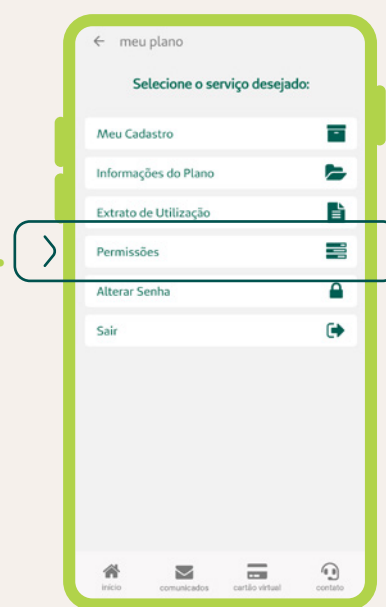 meu plano
Selecione o serviço desejado:
Meu Cadastro
Informações do Plano
Extrato de Utilização
Permissões
Alterar Senha
Sair
início comunicados cartão virtual contato